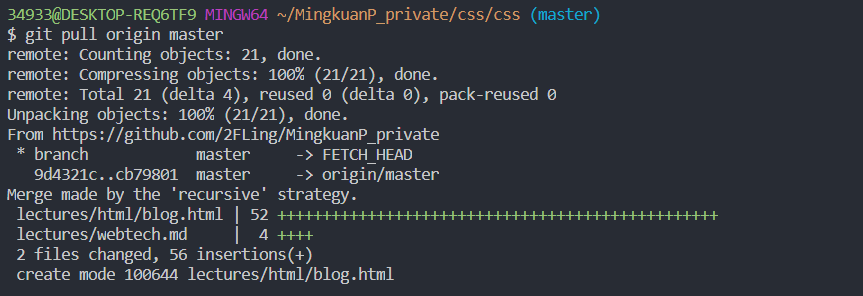 34933@DESKTOP-REQ6TF9 MINGW64 ~/MingkuanP_private/css/css (master)
$ git pull origin master
remote: Counting objects: 21, done.
remote: Compressing objects: 100% (21/21), done.
remote: Total 21 (delta 4), reused 0 (delta 0), pack-reused 0
Unpacking objects: 100% (21/21), done.
From https://github.com/2FLing/MingkuanP_private
 * branch            master     -> FETCH_HEAD
   9d4321c..cb79801  master     -> origin/master
Merge made by the 'recursive' strategy.
 lectures/html/blog.html | 52 +++++++++++++++++++++++++++++++++++++++++++++++++
 lectures/webtech.md     |  4 ++++
 2 files changed, 56 insertions(+)
 create mode 100644 lectures/html/blog.html